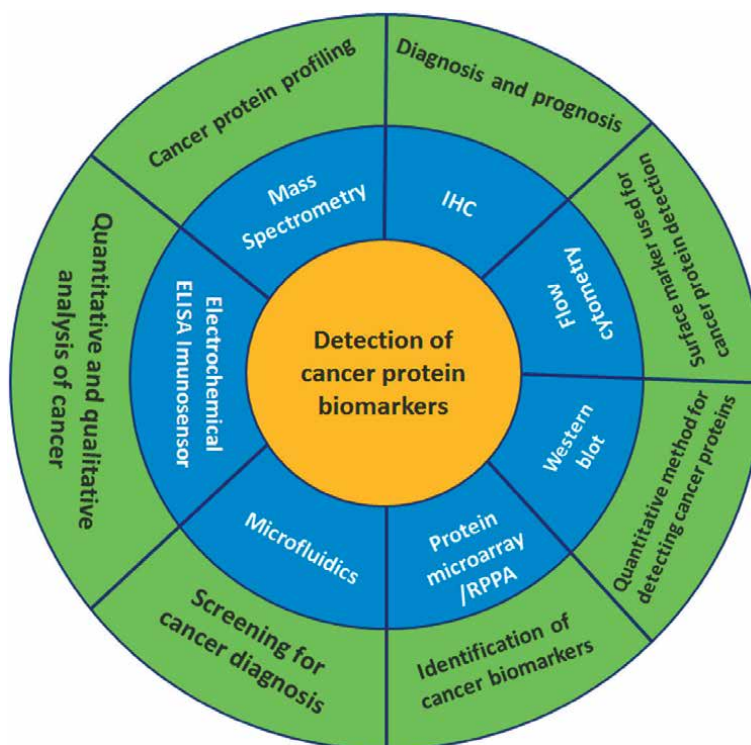 Detection of
cancer protein
biomarkers
IHC
Diagnosis and prognosis
Flow
cytometry
Surface marker used for
cancer protein detection
Western
blot
Quantitative method for
detecting cancer proteins
Protein
microarray
/RPPA
Identification of
cancer biomarkers
Microfluidics
Screening for
cancer diagnosis
Electrochemical
ELISA Imunosensor
Quantitative and qualitative
analysis of cancer
Mass
Spectrometry
Cancer protein profiling